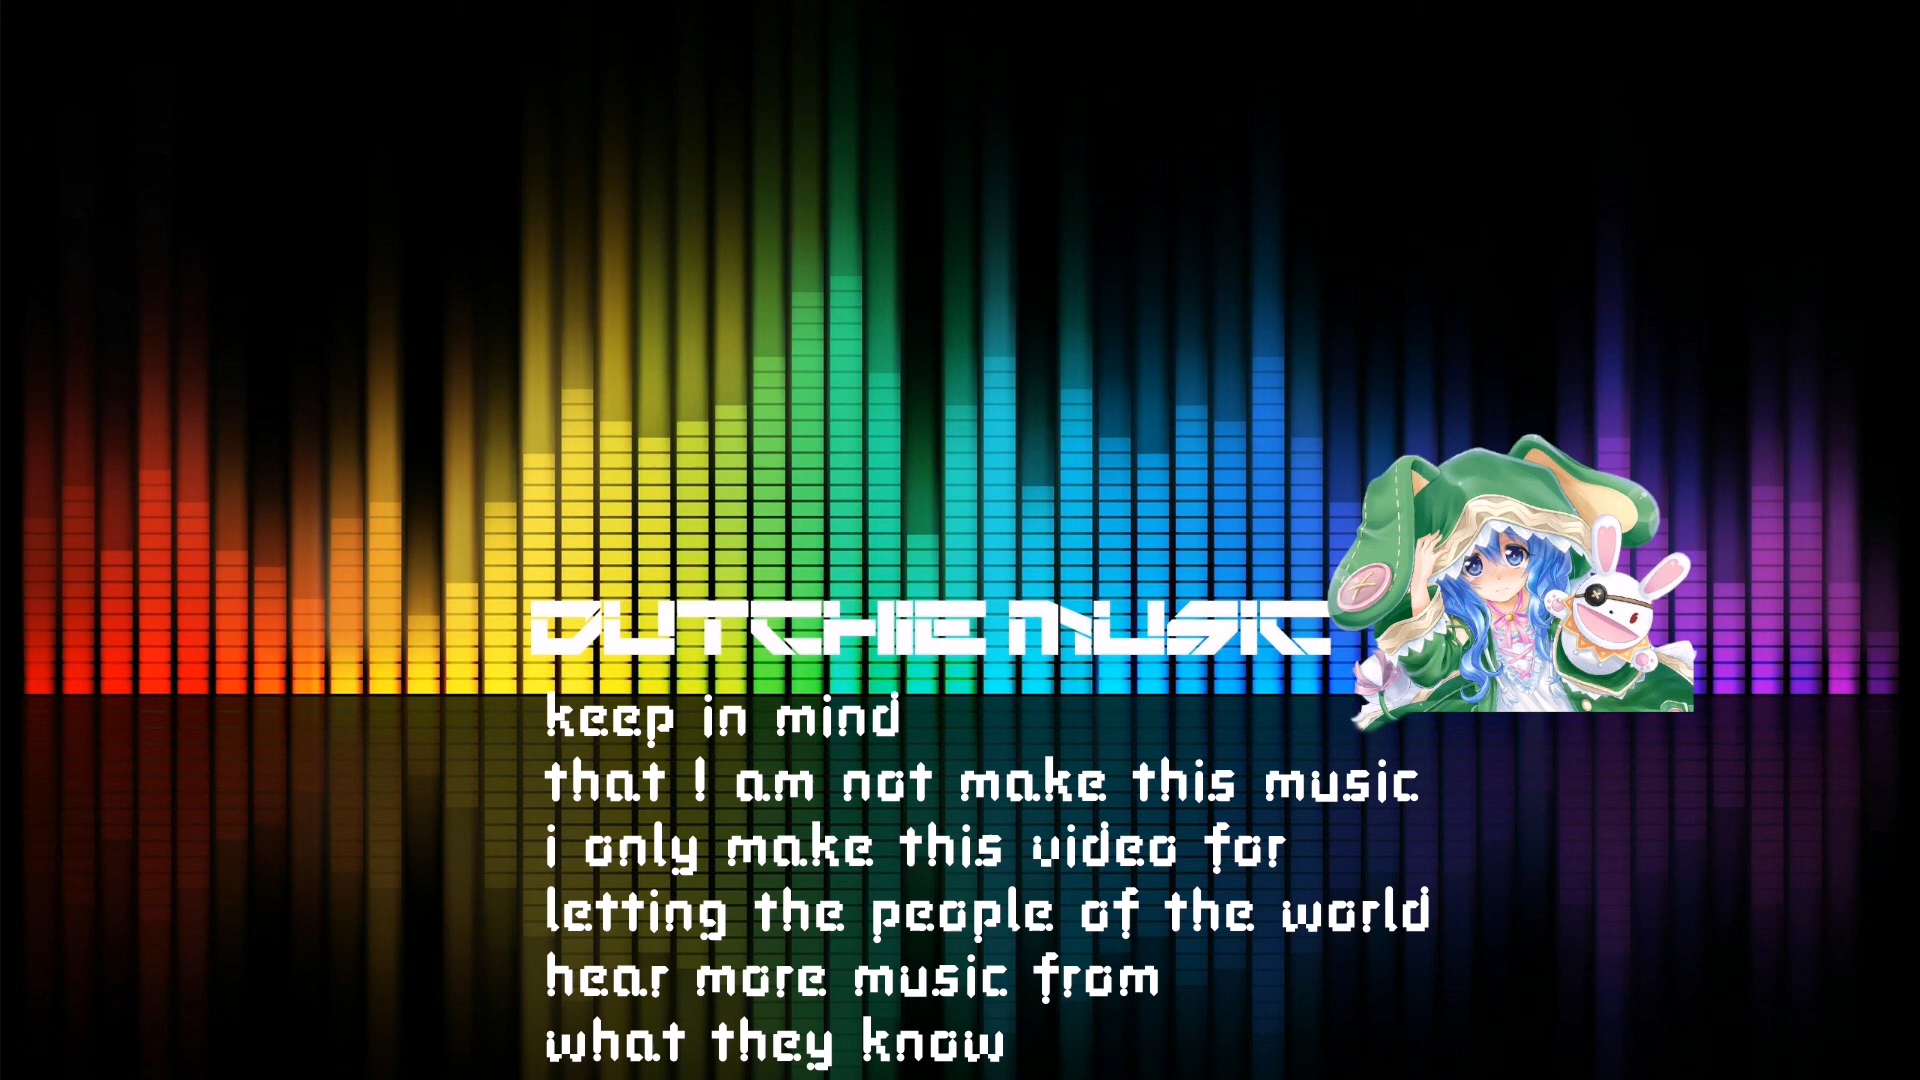 DUTCHIE MUSIC
keep in mind
that I am not make this music
i only make this video for
letting the people of the world
hear more music from
what they know